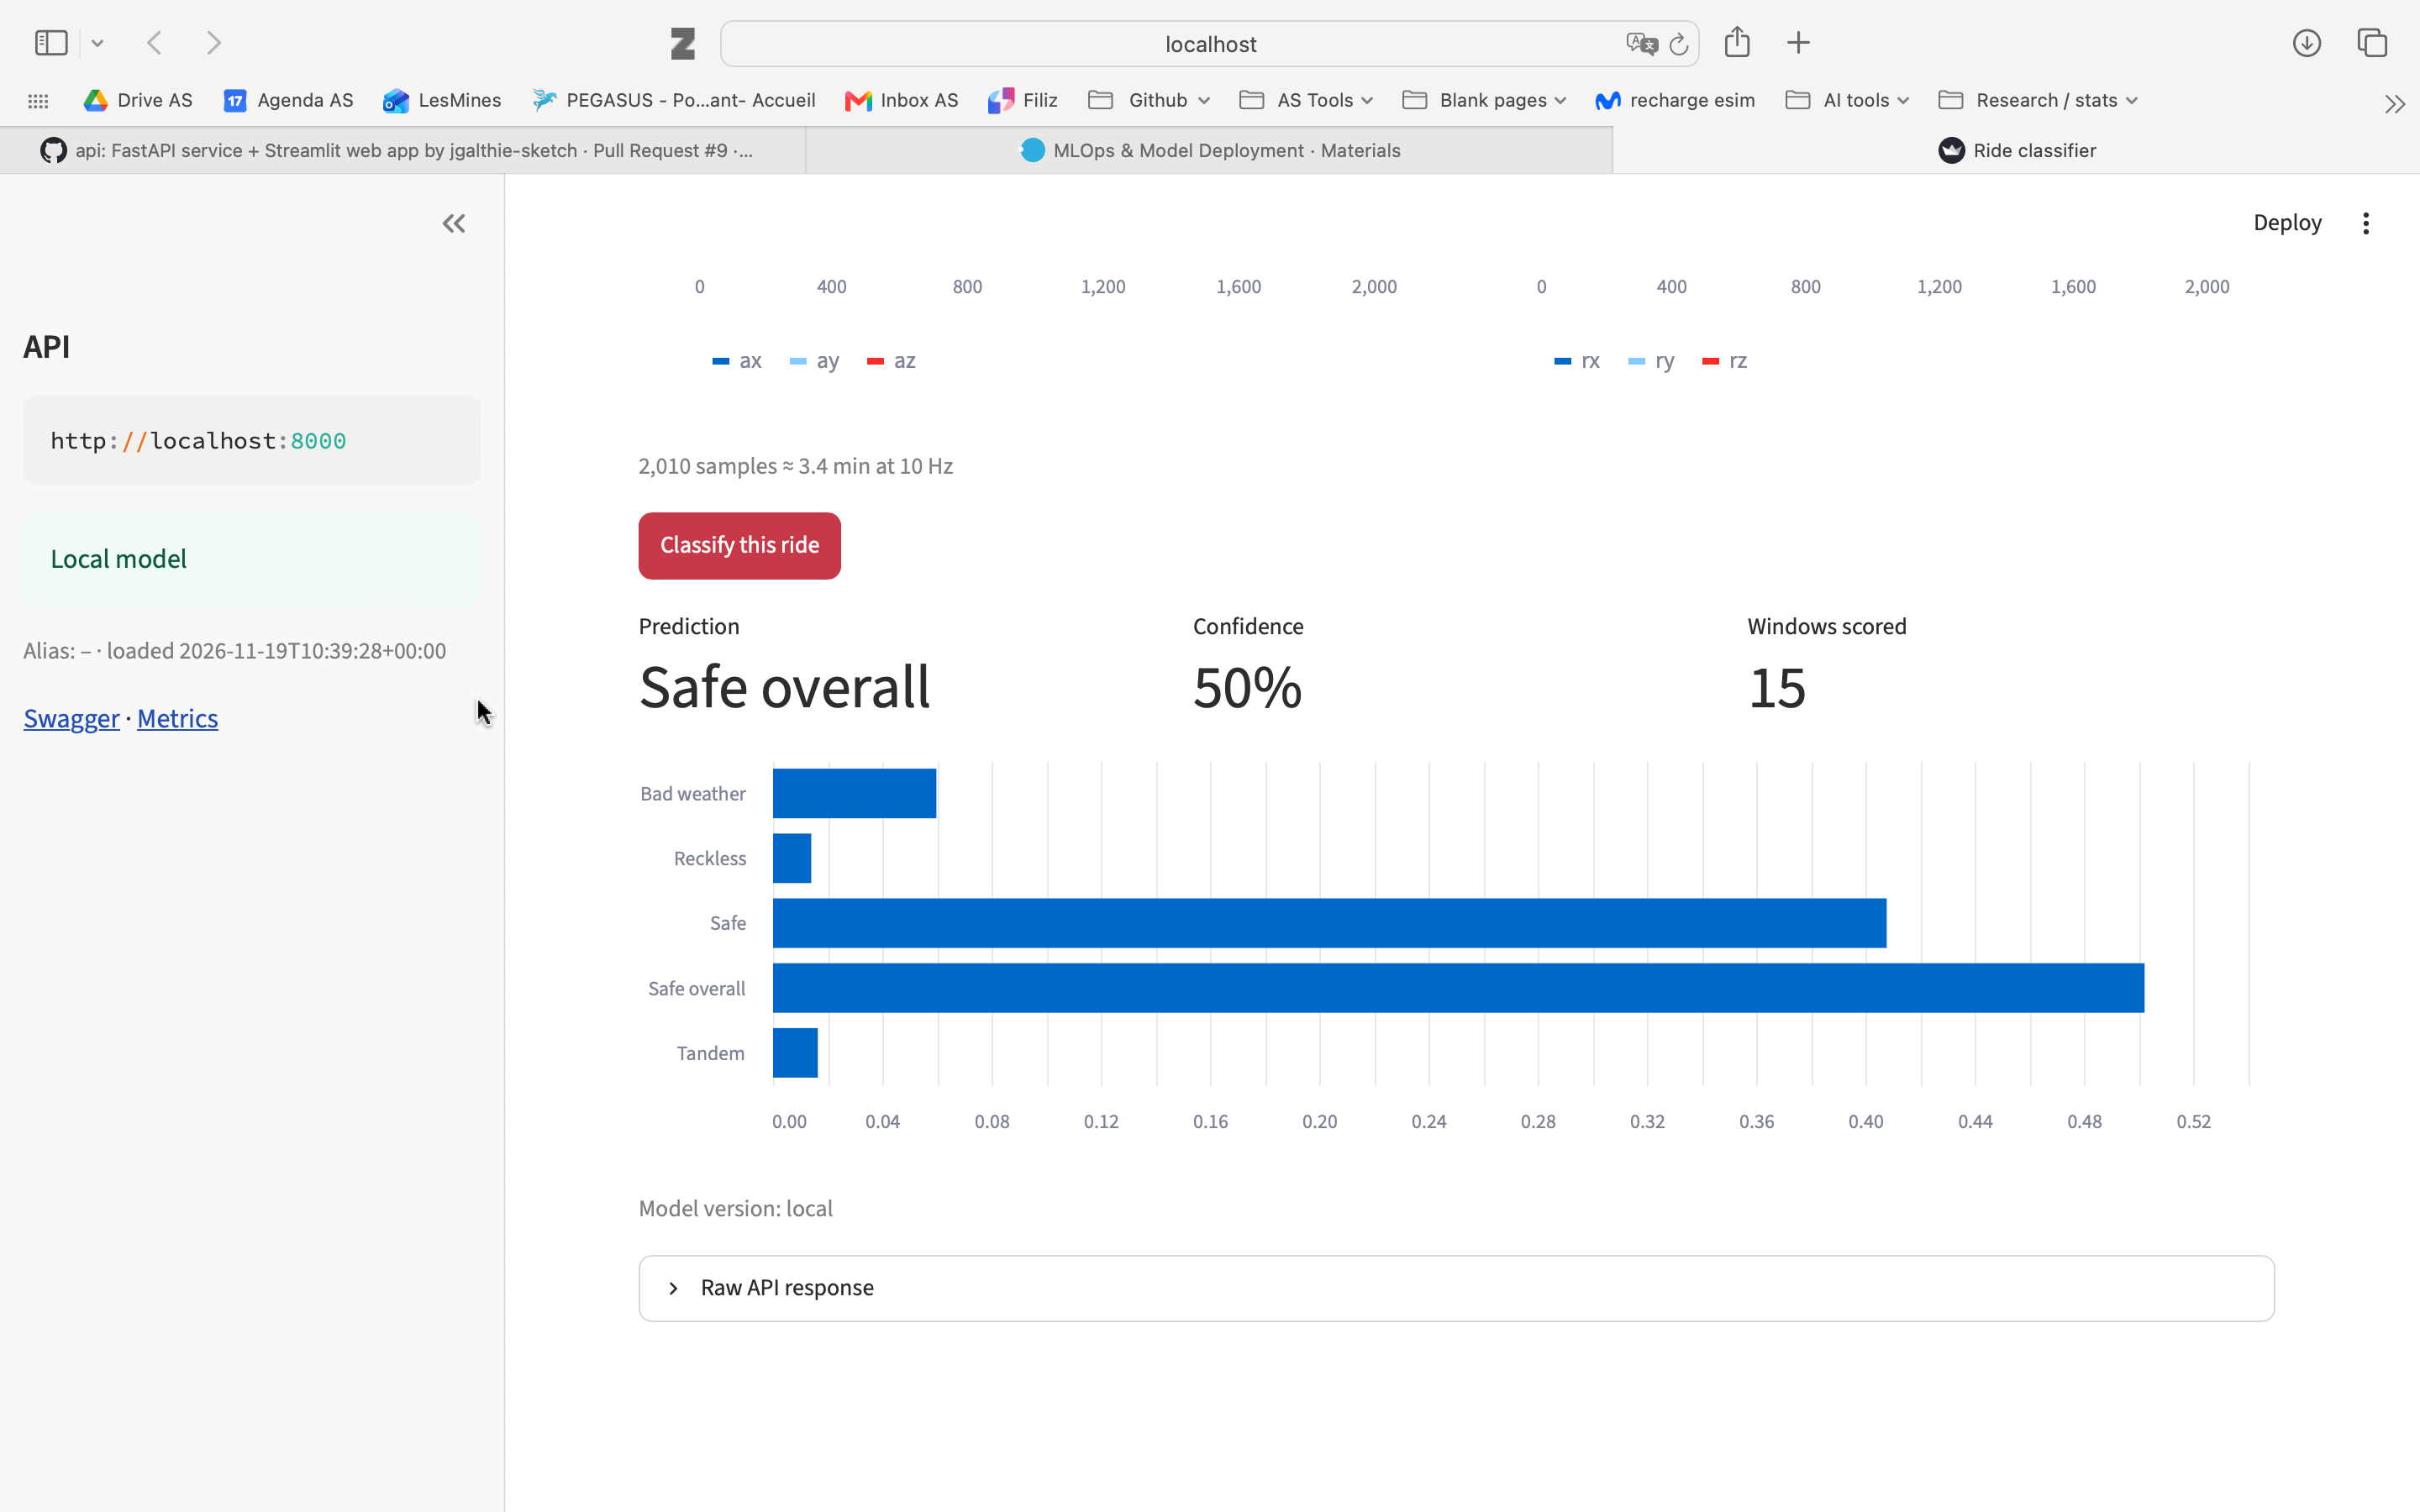 localhost
Drive AS
17
Agenda AS
LesMines
PEGASUS - Po...ant- Accueil
Inbox AS
Filiz
Github
AS Tools
Blank pages
recharge esim
AI tools
Research / stats
api: FastAPI service + Streamlit web app by jgalthie-sketch · Pull Request #9 ·...
MLOps & Model Deployment · Materials
Ride classifier
Deploy
API
http://localhost:8000
Local model
Alias: – · loaded 2026-11-19T10:39:28+00:00
Swagger · Metrics
0 400 800 1,200 1,600 2,000
ax ay az
0 400 800 1,200 1,600 2,000
rx ry rz
2,010 samples ≈ 3.4 min at 10 Hz
Classify this ride
Prediction
Safe overall
Confidence
50%
Windows scored
15
Bad weather
Reckless
Safe
Safe overall
Tandem
0.00 0.04 0.08 0.12 0.16 0.20 0.24 0.28 0.32 0.36 0.40 0.44 0.48 0.52
Model version: local
Raw API response